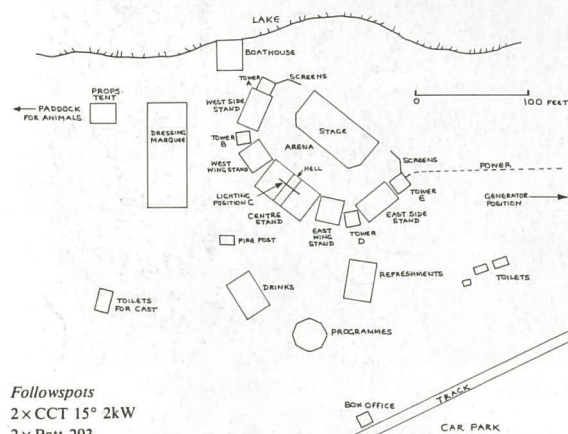 LAKE
BOATHOUSE
TOWER
A
SCREENS
PROPS-
TENT
PADDOCK
FOR ANIMALS
WEST SIDE
STAND
0 100 FEET
DRESSING
MARQUEE
STAGE
TOWER
B
ARENA
WEST
WING STAND
SCREENS
POWER
HELL
TOWER
E
LIGHTING
POSITION C
CENTRE
STAND
GENERATOR
POSITION
EAST
WING
STAND
TOWER
D
EAST SIDE
STAND
FIRE POST
REFRESHMENTS
TOILETS
DRINKS
TOILETS
FOR CAST
PROGRAMMES
TRACK
BOX OFFICE
CAR PARK
Followspots
2 × CCT 15° 2kW
2 × Patt 293